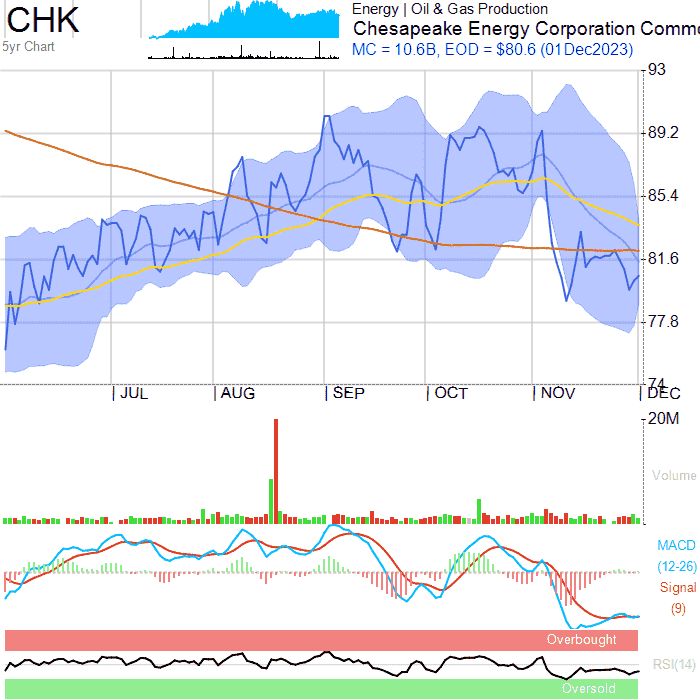 CHK
5yr Chart
Energy | Oil & Gas Production
Chesapeake Energy Corporation Commo
MC = 10.6B, EOD = $80.6 (01Dec2023)
93
89.2
85.4
81.6
77.8
74
JUL AUG SEP OCT NOV DEC
20M
Volume
MACD
(12-26)
Signal
(9)
Overbought
RSI(14)
Oversold